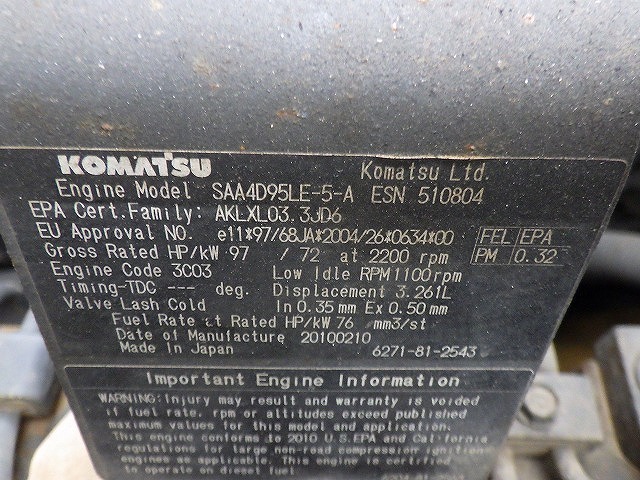 KOMATSU Komatsu Ltd.
Engine Model SAA4D95LE-5-A ESN 510804
EPA Cert.Family: AKLXL03.3JD6
EU Approval NO. e11*97/68JA*2004/26*0634*00 FEL EPA
Gross Rated HP/kW 97 / 72 at 2200 rpm PM 0.32
Engine Code 3C03 Low Idle RPM 1100 rpm
Timing-TDC --- deg. Displacement 3.261L
Valve Lash Cold In 0.35 mm Ex 0.50 mm
Fuel Rate at Rated HP/kW 76 mm3/st
Date of Manufacture 20100210
Made In Japan 6271-81-2543
Important Engine Information
WARNING: Injury may result and warranty is voided
if fuel rate, rpm or altitudes exceed published
maximum values for this model and application.
This engine conforms to 2010 U.S.EPA and California
regulations for large non-road compression ignition
engines as applicable. This engine is certified
to operate on diesel fuel.